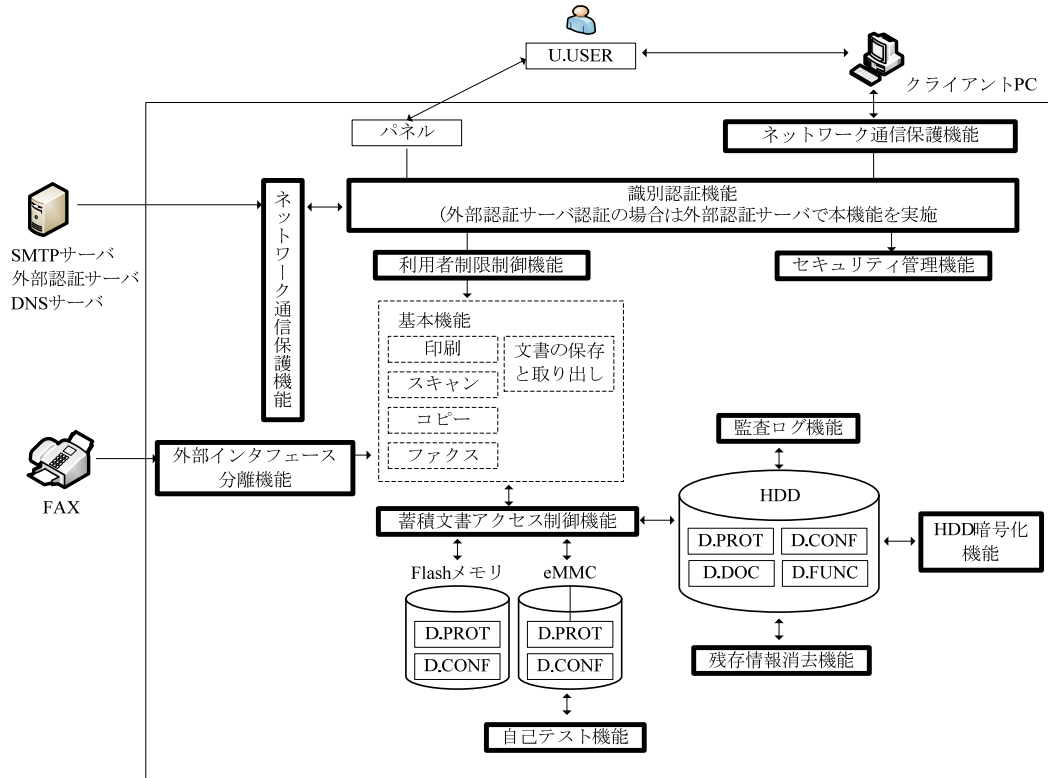 U.USER
クライアントPC
パネル
ネットワーク通信保護機能
識別認証機能
（外部認証サーバ認証の場合は外部認証サーバで本機能を実施
ネットワーク通信保護機能
SMTPサーバ
外部認証サーバ
DNSサーバ
利用者制限制御機能
セキュリティ管理機能
基本機能
印刷
スキャン
コピー
ファクス
文書の保存
と取り出し
FAX
外部インタフェース
分離機能
監査ログ機能
蓄積文書アクセス制御機能
HDD
D.PROT
D.CONF
D.DOC
D.FUNC
HDD暗号化
機能
Flashメモリ
D.PROT
D.CONF
eMMC
D.PROT
D.CONF
残存情報消去機能
自己テスト機能